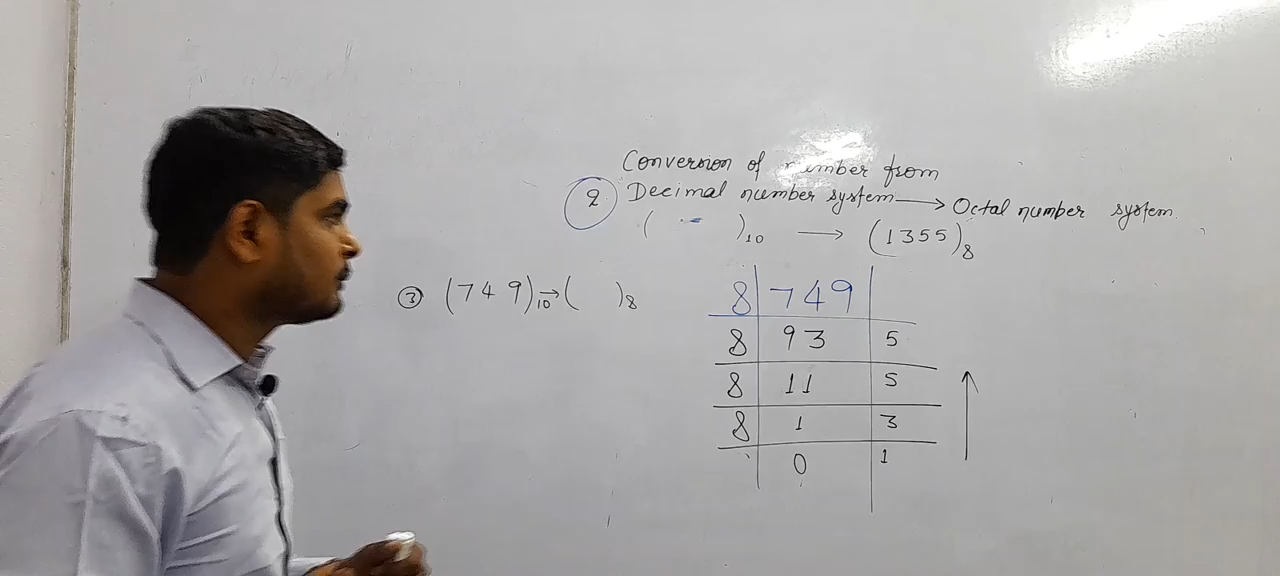 Conversion of number from
② Decimal number system → Octal number system
( )₁₀ → (1355)₈
③ (749)₁₀ → ( )₈
8 | 749 |
8 | 93 | 5
8 | 11 | 5
8 | 1 | 3
0 | 1